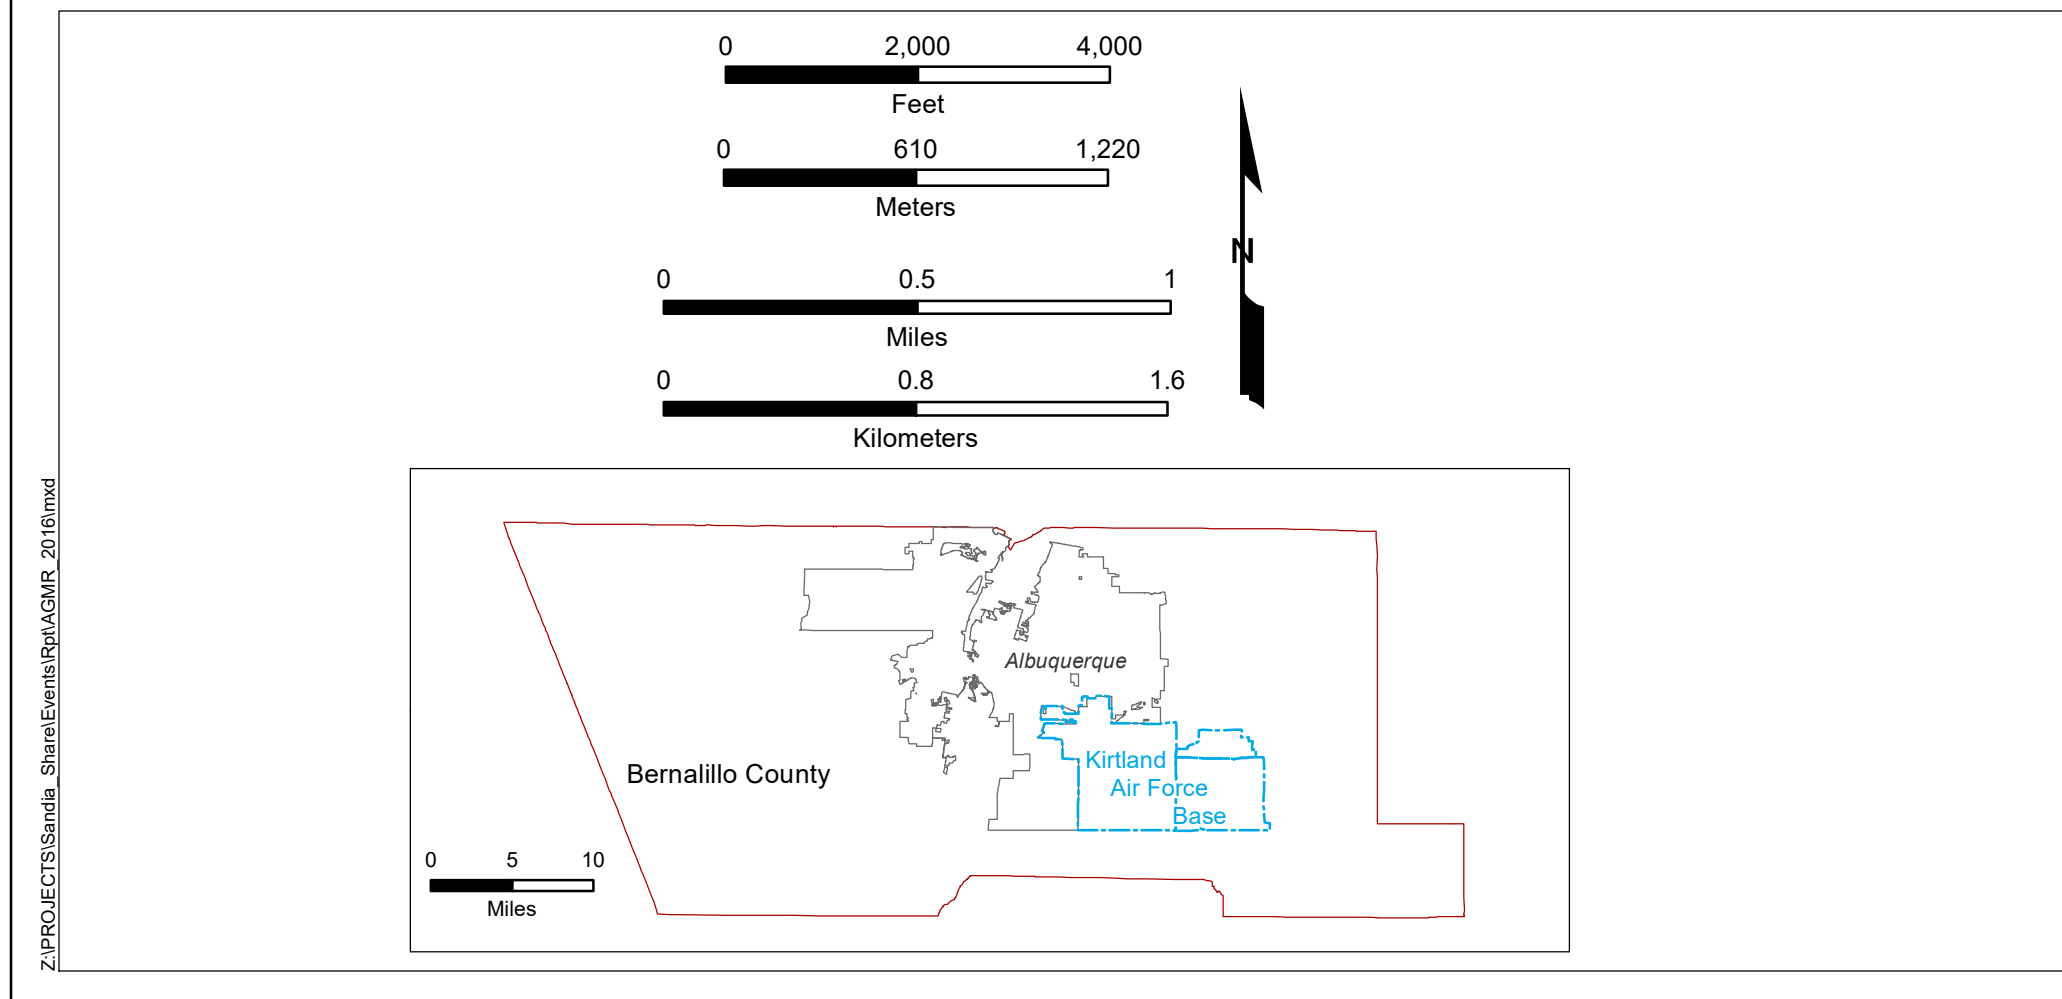 0 2,000 4,000
Feet
0 610 1,220
Meters
N
0 0.5 1
Miles
0 0.8 1.6
Kilometers
Albuquerque
Kirtland
Air Force
Base
Bernalillo County
0 5 10
Miles
Z:\PROJECTS\Sandia_Share\Events\Rpt\AGMR_2016\mxd